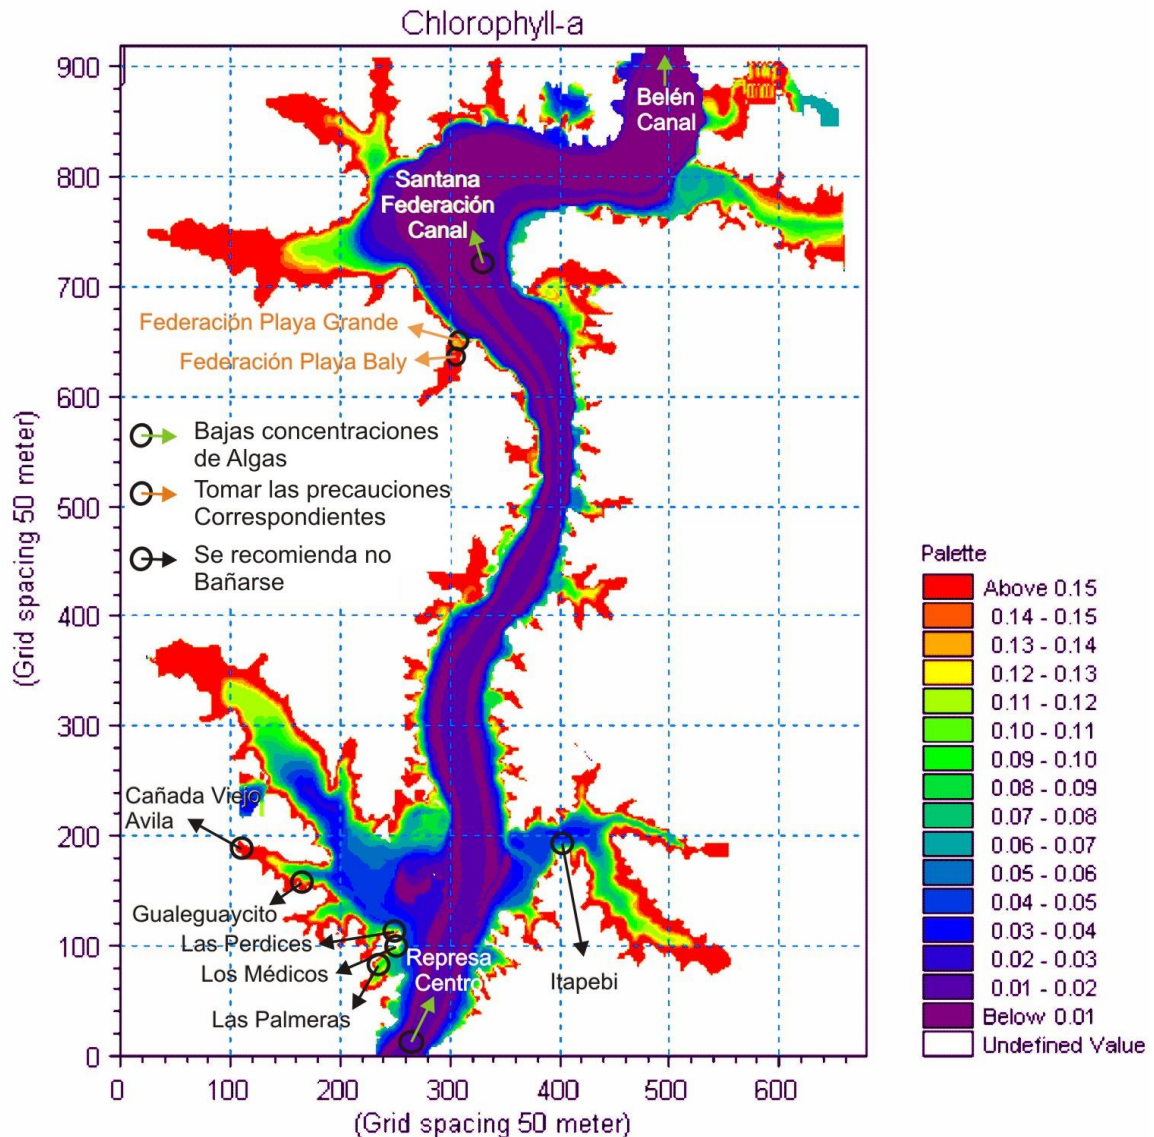 Chlorophyll-a
900
800
700
600
500
400
300
200
100
0
(Grid spacing 50 meter)
Belén
Canal
Santana
Federación
Canal
Federación Playa Grande
Federación Playa Baly
Bajas concentraciones
de Algas
Tomar las precauciones
Correspondientes
Se recomienda no
Bañarse
Cañada Viejo
Avila
Gualeguaycito
Las Perdices
Los Médicos
Las Palmeras
Represa
Centro
Itapebi
0 100 200 300 400 500 600
(Grid spacing 50 meter)
Palette
Above 0.15
0.14 - 0.15
0.13 - 0.14
0.12 - 0.13
0.11 - 0.12
0.10 - 0.11
0.09 - 0.10
0.08 - 0.09
0.07 - 0.08
0.06 - 0.07
0.05 - 0.06
0.04 - 0.05
0.03 - 0.04
0.02 - 0.03
0.01 - 0.02
Below 0.01
Undefined Value